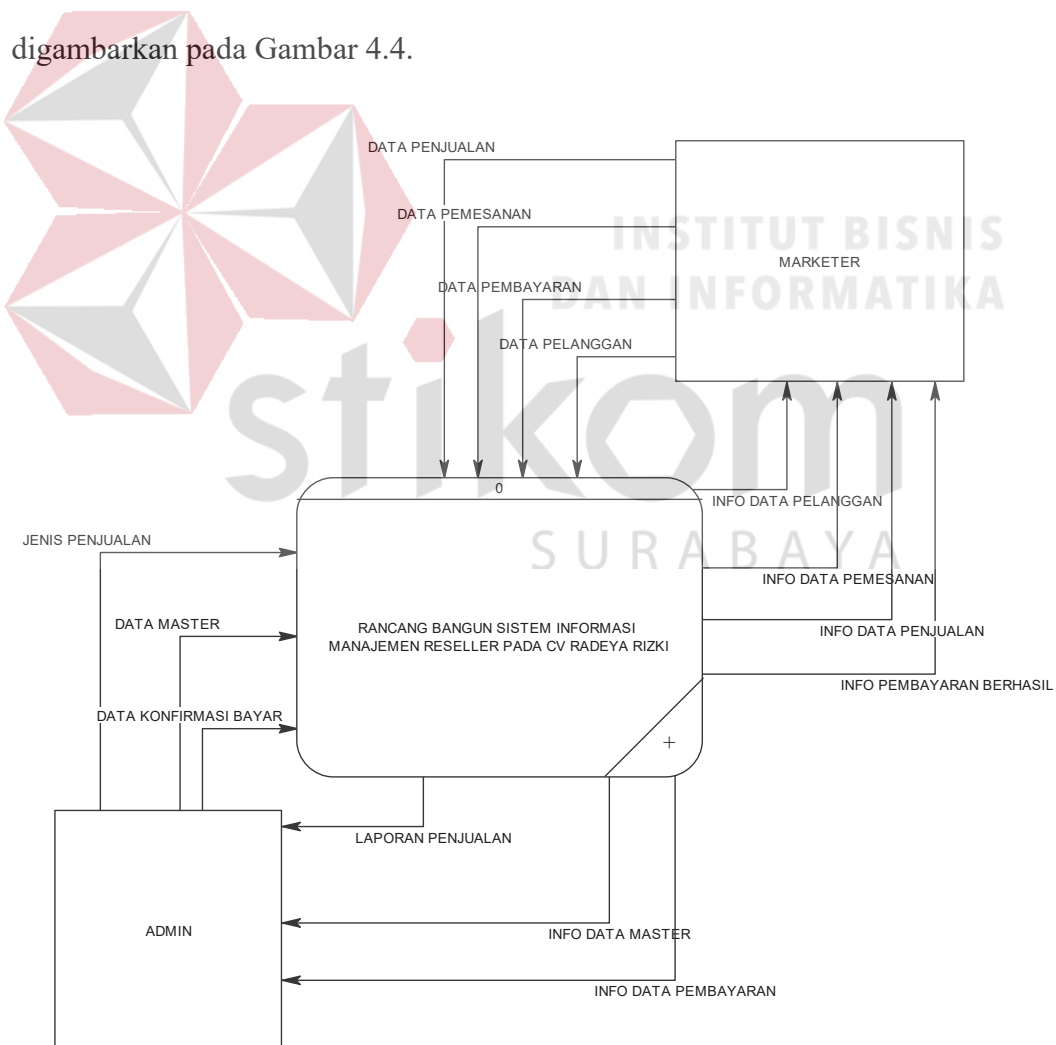 digambarkan pada Gambar 4.4.
DATA PENJUALAN
DATA PEMESANAN
INSTITUT BISNIS
MARKETER
DAN INFORMATIKA
DATA PEMBAYARAN
DATA PELANGGAN
stikom
0
INFO DATA PELANGGAN
SURABAYA
JENIS PENJUALAN
INFO DATA PEMESANAN
DATA MASTER
RANCANG BANGUN SISTEM INFORMASI
MANAJEMEN RESELLER PADA CV RADEYA RIZKI
INFO DATA PENJUALAN
INFO PEMBAYARAN BERHASIL
DATA KONFIRMASI BAYAR
+
LAPORAN PENJUALAN
ADMIN
INFO DATA MASTER
INFO DATA PEMBAYARAN